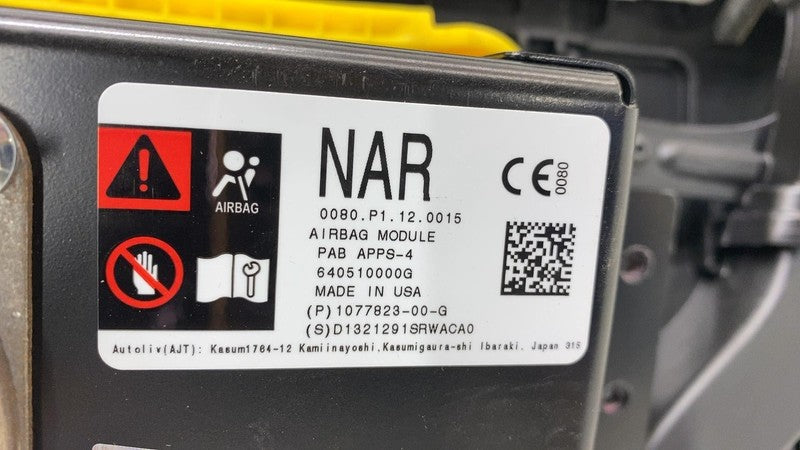 AIRBAG
NAR
0080.P1.12.0015
AIRBAG MODULE
PAB APPS-4
640510000G
MADE IN USA
(P)1077823-00-G
(S)D1321291SRWACA0
CE 0080
Autoliv(AJT): Kasum1764-12 Kamiinayoshi,Kasumigaura-shi Ibaraki, Japan 315